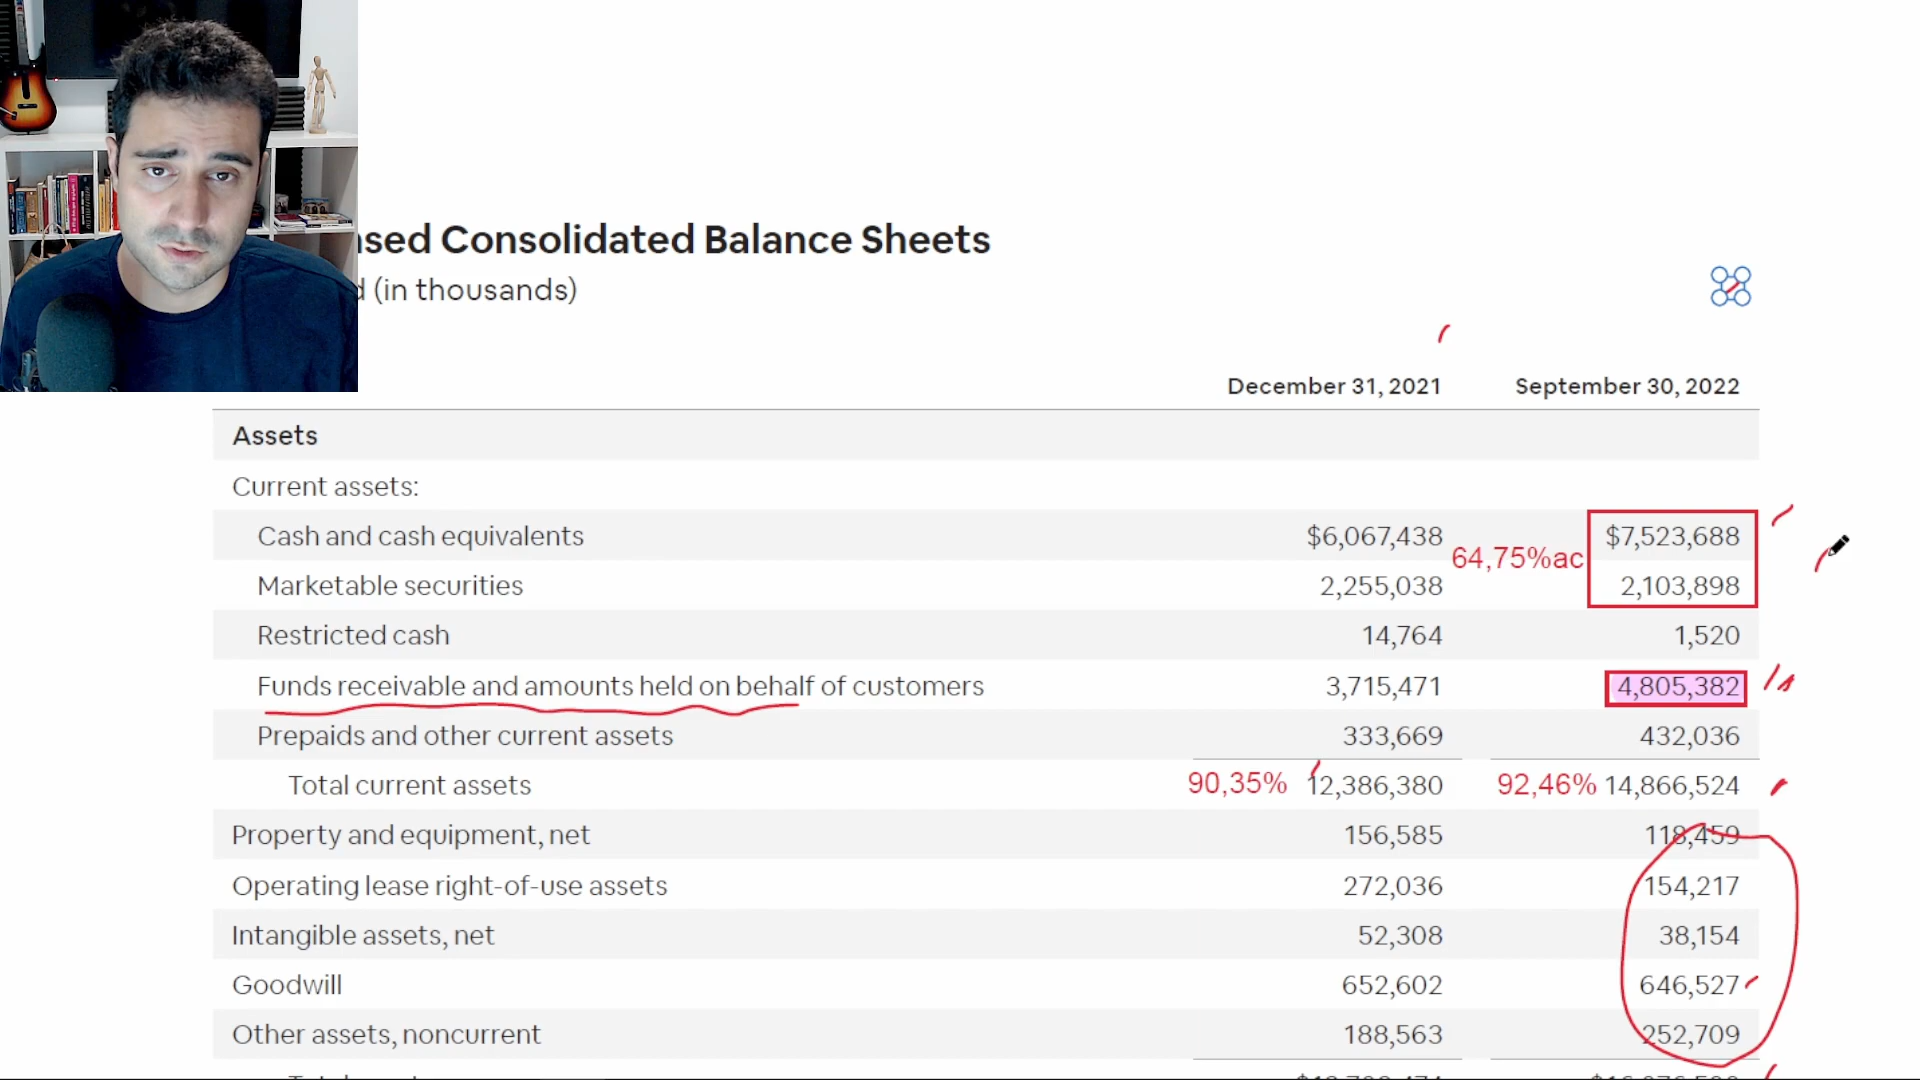 sed Consolidated Balance Sheets
(in thousands)
December 31, 2021 September 30, 2022
Assets
Current assets:
Cash and cash equivalents $6,067,438 $7,523,688
64,75%ac
Marketable securities 2,255,038 2,103,898
Restricted cash 14,764 1,520
Funds receivable and amounts held on behalf of customers 3,715,471 4,805,382
Prepaids and other current assets 333,669 432,036
Total current assets 90,35% 12,386,380 92,46% 14,866,524
Property and equipment, net 156,585 118,459
Operating lease right-of-use assets 272,036 154,217
Intangible assets, net 52,308 38,154
Goodwill 652,602 646,527
Other assets, noncurrent 188,563 252,709